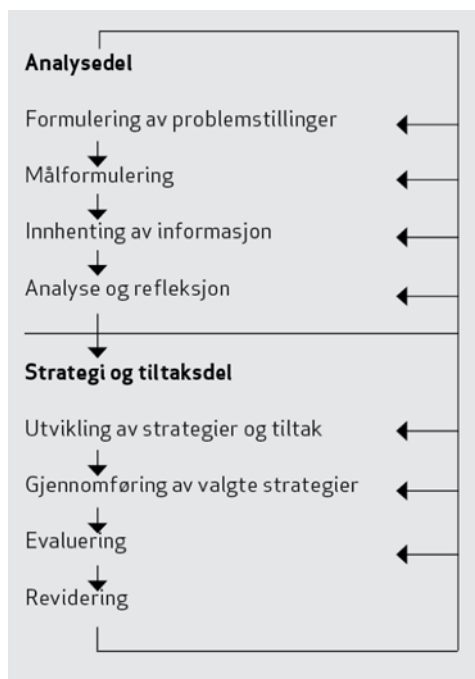 Analysedel
Formulering av problemstillinger
Målformulering
Innhenting av informasjon
Analyse og refleksjon
Strategi og tiltaksdel
Utvikling av strategier og tiltak
Gjennomføring av valgte strategier
Evaluering
Revidering